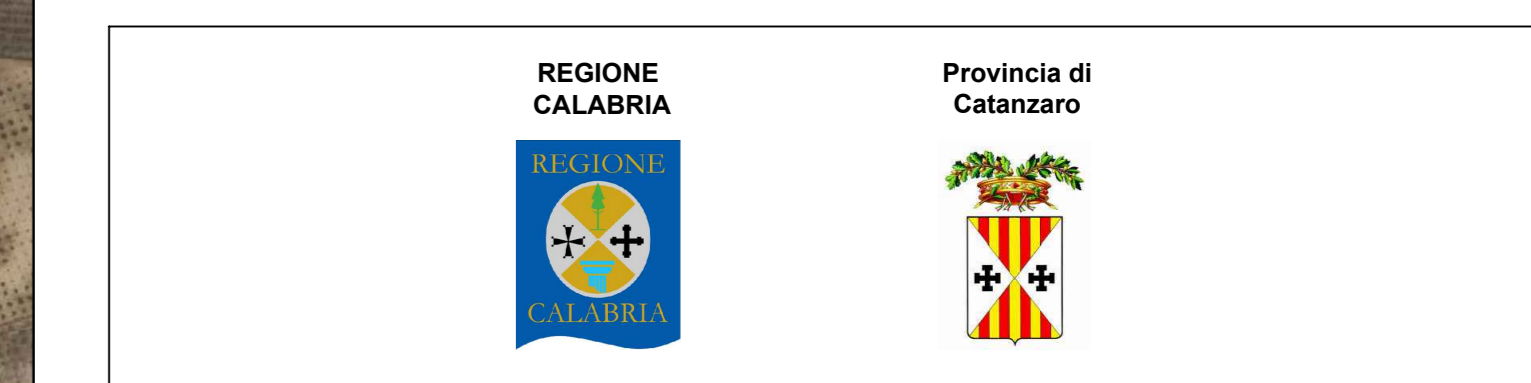 REGIONE
CALABRIA
Provincia di
Catanzaro
REGIONE
CALABRIA